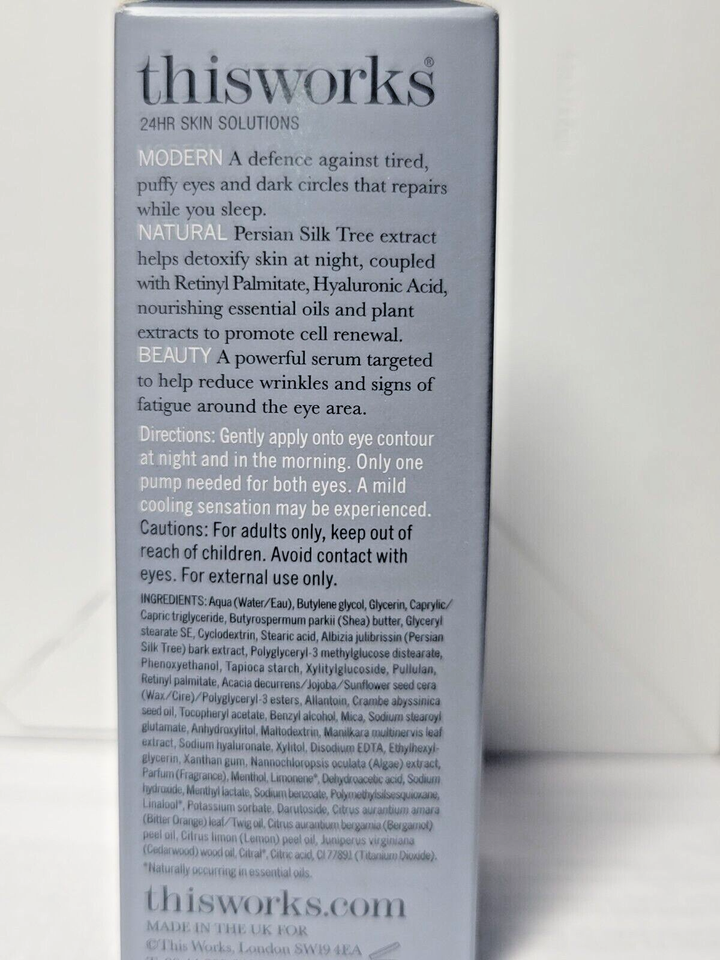 thisworks®
24HR SKIN SOLUTIONS
MODERN A defence against tired,
puffy eyes and dark circles that repairs
while you sleep.
NATURAL Persian Silk Tree extract
helps detoxify skin at night, coupled
with Retinyl Palmitate, Hyaluronic Acid,
nourishing essential oils and plant
extracts to promote cell renewal.
BEAUTY A powerful serum targeted
to help reduce wrinkles and signs of
fatigue around the eye area.
Directions: Gently apply onto eye contour
at night and in the morning. Only one
pump needed for both eyes. A mild
cooling sensation may be experienced.
Cautions: For adults only, keep out of
reach of children. Avoid contact with
eyes. For external use only.
INGREDIENTS: Aqua (Water/Eau), Butylene glycol, Glycerin, Caprylic/
Capric triglyceride, Butyrospermum parkii (Shea) butter, Glyceryl
stearate SE, Cyclodextrin, Stearic acid, Albizia julibrissin (Persian
Silk Tree) bark extract, Polyglyceryl-3 methylglucose distearate,
Phenoxyethanol, Tapioca starch, Xylitylglucoside, Pullulan,
Retinyl palmitate, Acacia decurrens/Jojoba/Sunflower seed cera
(Wax/Cire)/Polyglyceryl-3 esters, Allantoin, Crambe abyssinica
seed oil, Tocopheryl acetate, Benzyl alcohol, Mica, Sodium stearoyl
glutamate, Anhydroxylitol, Maltodextrin, Manilkara multinervis leaf
extract, Sodium hyaluronate, Xylitol, Disodium EDTA, Ethylhexyl-
glycerin, Xanthan gum, Nannochloropsis oculata (Algae) extract,
Parfum (Fragrance), Menthol, Limonene*, Dehydroacetic acid, Sodium
hydroxide, Menthyl lactate, Sodium benzoate, Polymethylsilsesquioxane,
Linalool*, Potassium sorbate, Darutoside, Citrus aurantium amara
(Bitter Orange) leaf/Twig oil, Citrus aurantium bergamia (Bergamot)
peel oil, Citrus limon (Lemon) peel oil, Juniperus virginiana
(Cedarwood) wood oil, Citral*, Citric acid, CI 77891 (Titanium Dioxide).
*Naturally occurring in essential oils.
thisworks.com
MADE IN THE UK FOR
©This Works, London SW19 4EA